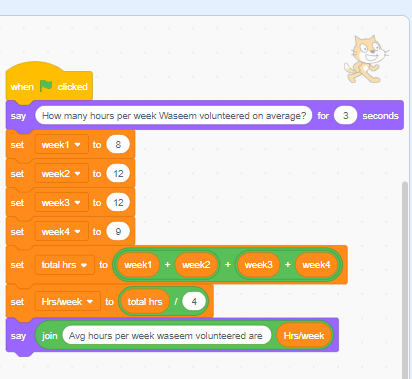 when clicked
say How many hours per week Waseem volunteered on average? for 3 seconds
set week1 to 8
set week2 to 12
set week3 to 12
set week4 to 9
set total hrs to week1 + week2 + week3 + week4
set Hrs/week to total hrs / 4
say join Avg hours per week waseem volunteered are Hrs/week